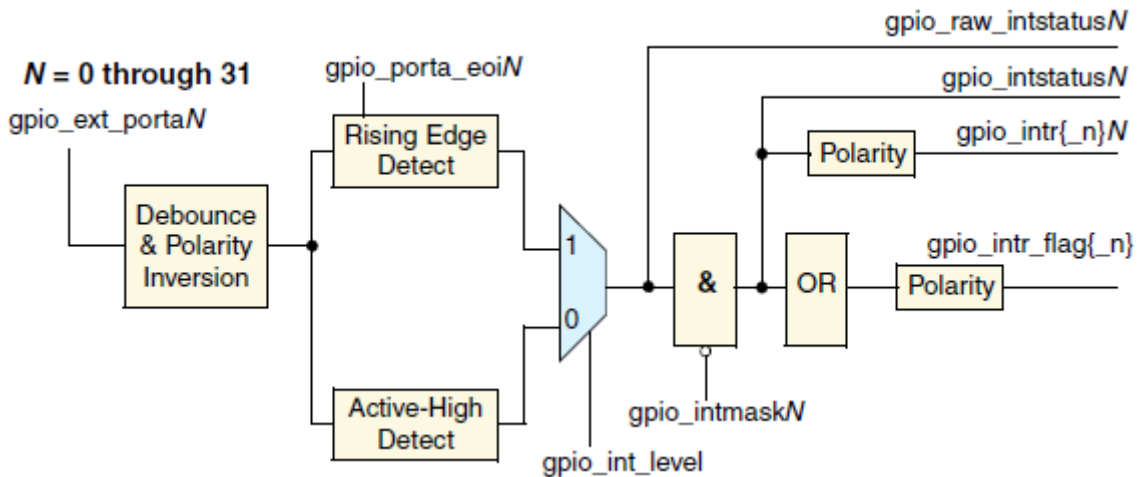 gpio_raw_intstatusN
N = 0 through 31
gpio_porta_eoiN
gpio_intstatusN
gpio_ext_portaN
Rising Edge
Detect
gpio_intr{_n}N
Polarity
Debounce
& Polarity
Inversion
1
0
&
OR
gpio_intr_flag{_n}
Polarity
Active-High
Detect
gpio_intmaskN
gpio_int_level